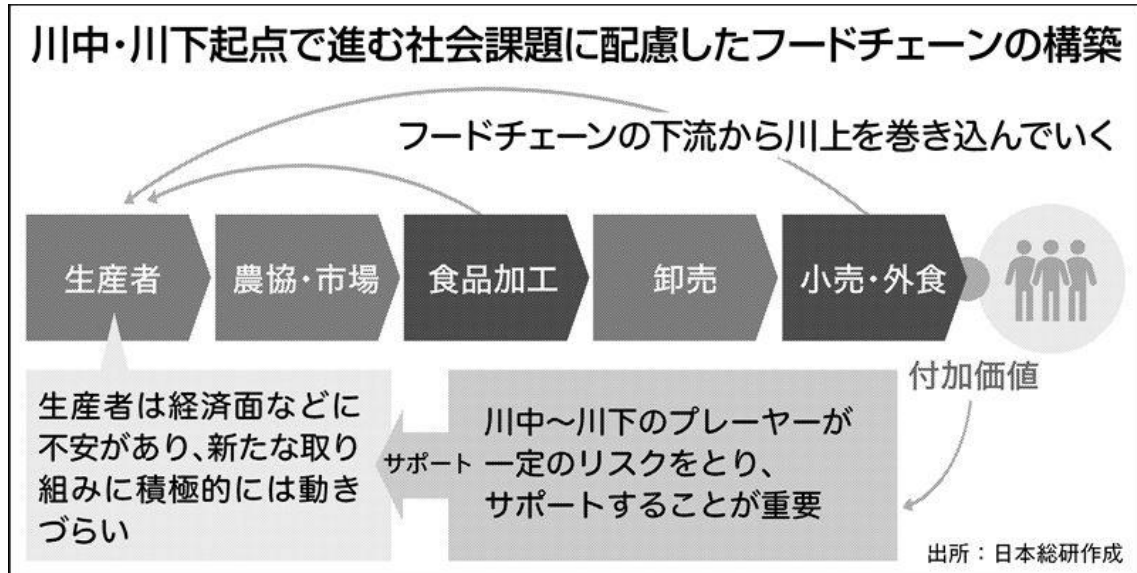 川中・川下起点で進む社会課題に配慮したフードチェーンの構築
フードチェーンの下流から川上を巻き込んでいく
生産者
農協・市場
食品加工
卸売
小売・外食
付加価値
生産者は経済面などに
不安があり、新たな取り
組みに積極的には動き
づらい
サポート
川中～川下のプレーヤーが
一定のリスクをとり、
サポートすることが重要
出所：日本総研作成